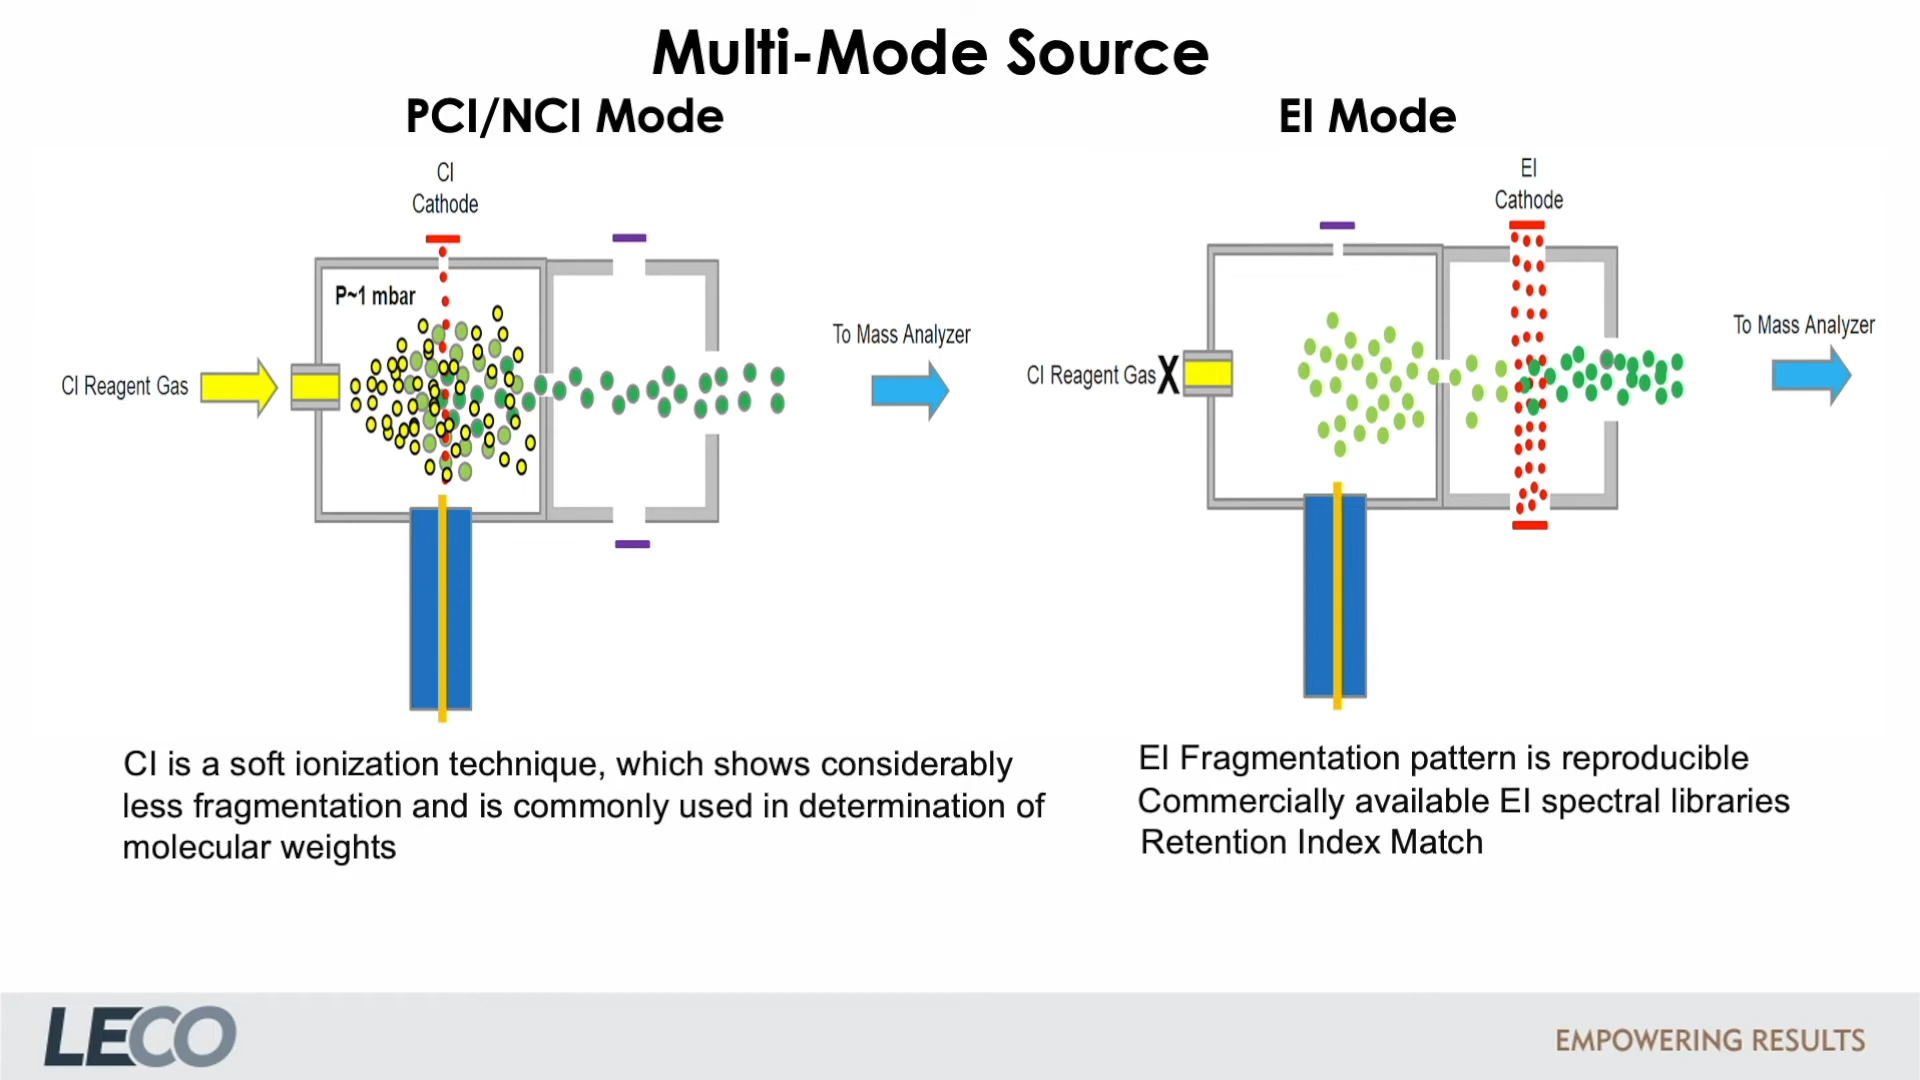 Multi-Mode Source
PCI/NCI Mode
CI
Cathode
P~1 mbar
CI Reagent Gas
To Mass Analyzer
CI is a soft ionization technique, which shows considerably
less fragmentation and is commonly used in determination of
molecular weights
EI Mode
EI
Cathode
CI Reagent Gas X
To Mass Analyzer
EI Fragmentation pattern is reproducible
Commercially available EI spectral libraries
Retention Index Match
LECO
EMPOWERING RESULTS